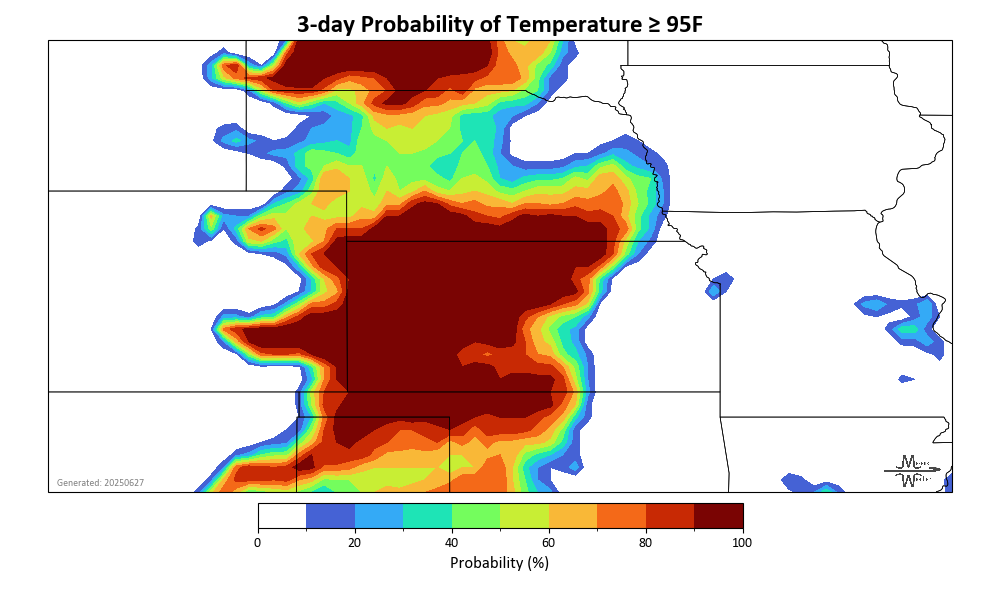 3-day Probability of Temperature ≥ 95F
Generated: 20250627
0 20 40 60 80 100
Probability (%)